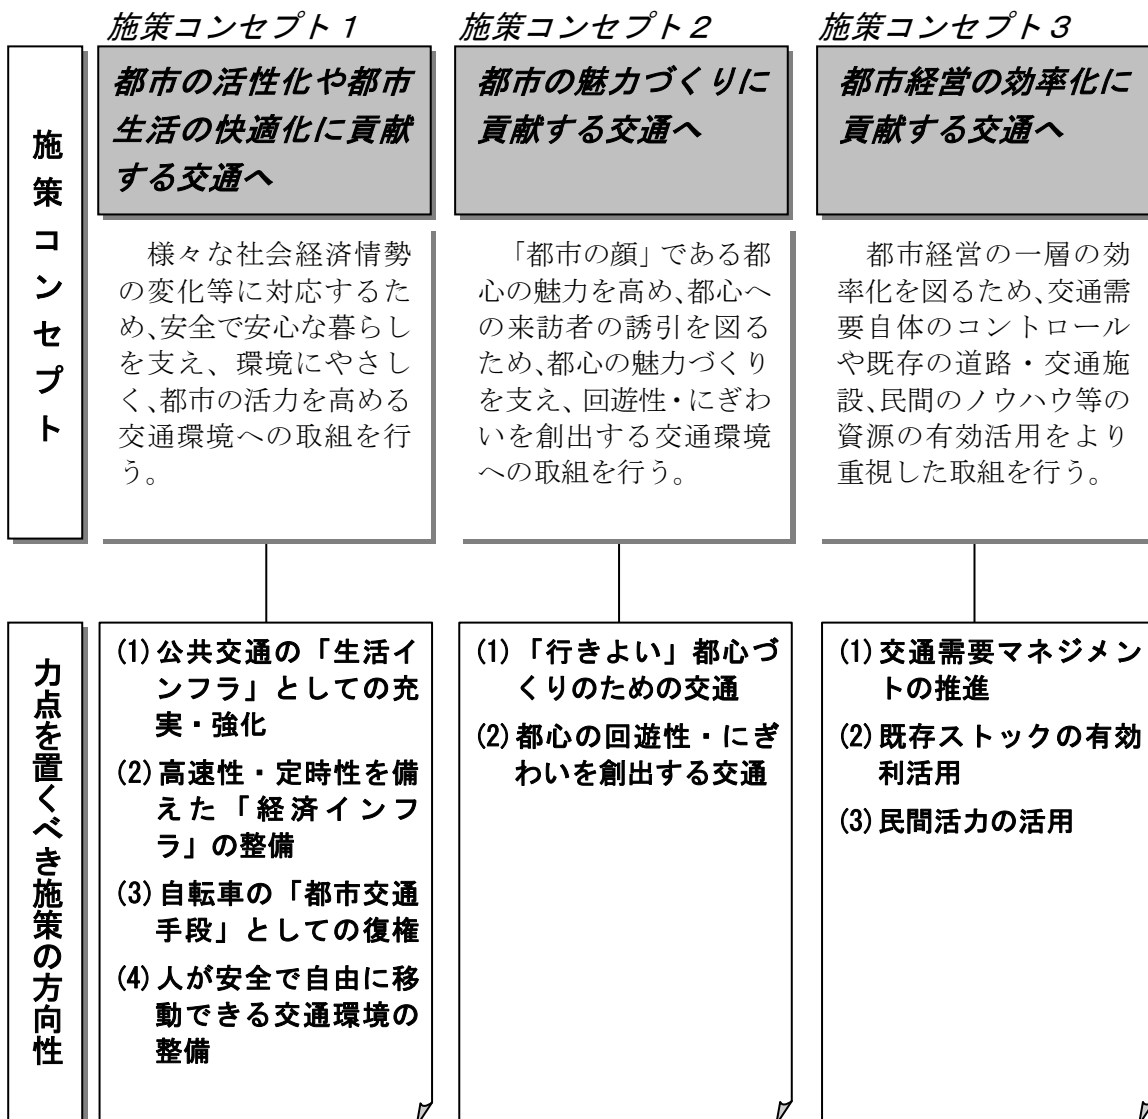 施策コンセプト1
施策コンセプト2
施策コンセプト3
施策コンセプト
都市の活性化や都市
生活の快適化に貢献
する交通へ
様々な社会経済情勢
の変化等に対応するた
め、安全で安心な暮らし
を支え、環境にやさし
く、都市の活力を高める
交通環境への取組を行
う。
都市の魅力づくりに
貢献する交通へ
「都市の顔」である都
心の魅力を高め、都心へ
の来訪者の誘引を図る
ため、都心の魅力づくり
を支え、回遊性・にぎわ
いを創出する交通環境
への取組を行う。
都市経営の効率化に
貢献する交通へ
都市経営の一層の効
率化を図るため、交通需
要自体のコントロール
や既存の道路・交通施
設、民間のノウハウ等の
資源の有効活用をより
重視した取組を行う。
力点を置くべき施策の方向性
(1)公共交通の「生活イ
ンフラ」としての充
実・強化
(2)高速性・定時性を備
えた「経済インフ
ラ」の整備
(3)自転車の「都市交通
手段」としての復権
(4)人が安全で自由に移
動できる交通環境の
整備
(1)「行きよい」都心づ
くりのための交通
(2)都心の回遊性・にぎ
わいを創出する交通
(1)交通需要マネジメン
トの推進
(2)既存ストックの有効
利活用
(3)民間活力の活用